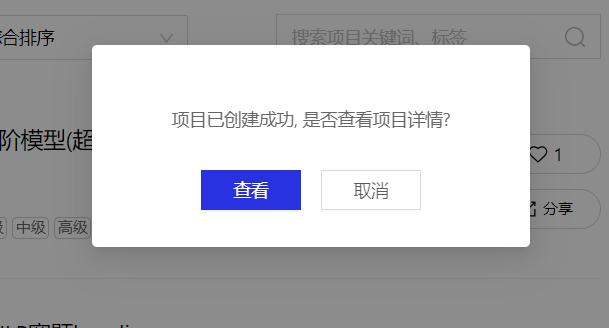 综合排序
搜索项目关键词、标签
项目已创建成功, 是否查看项目详情?
阶模型(超
1
查看
取消
分享
中级
高级